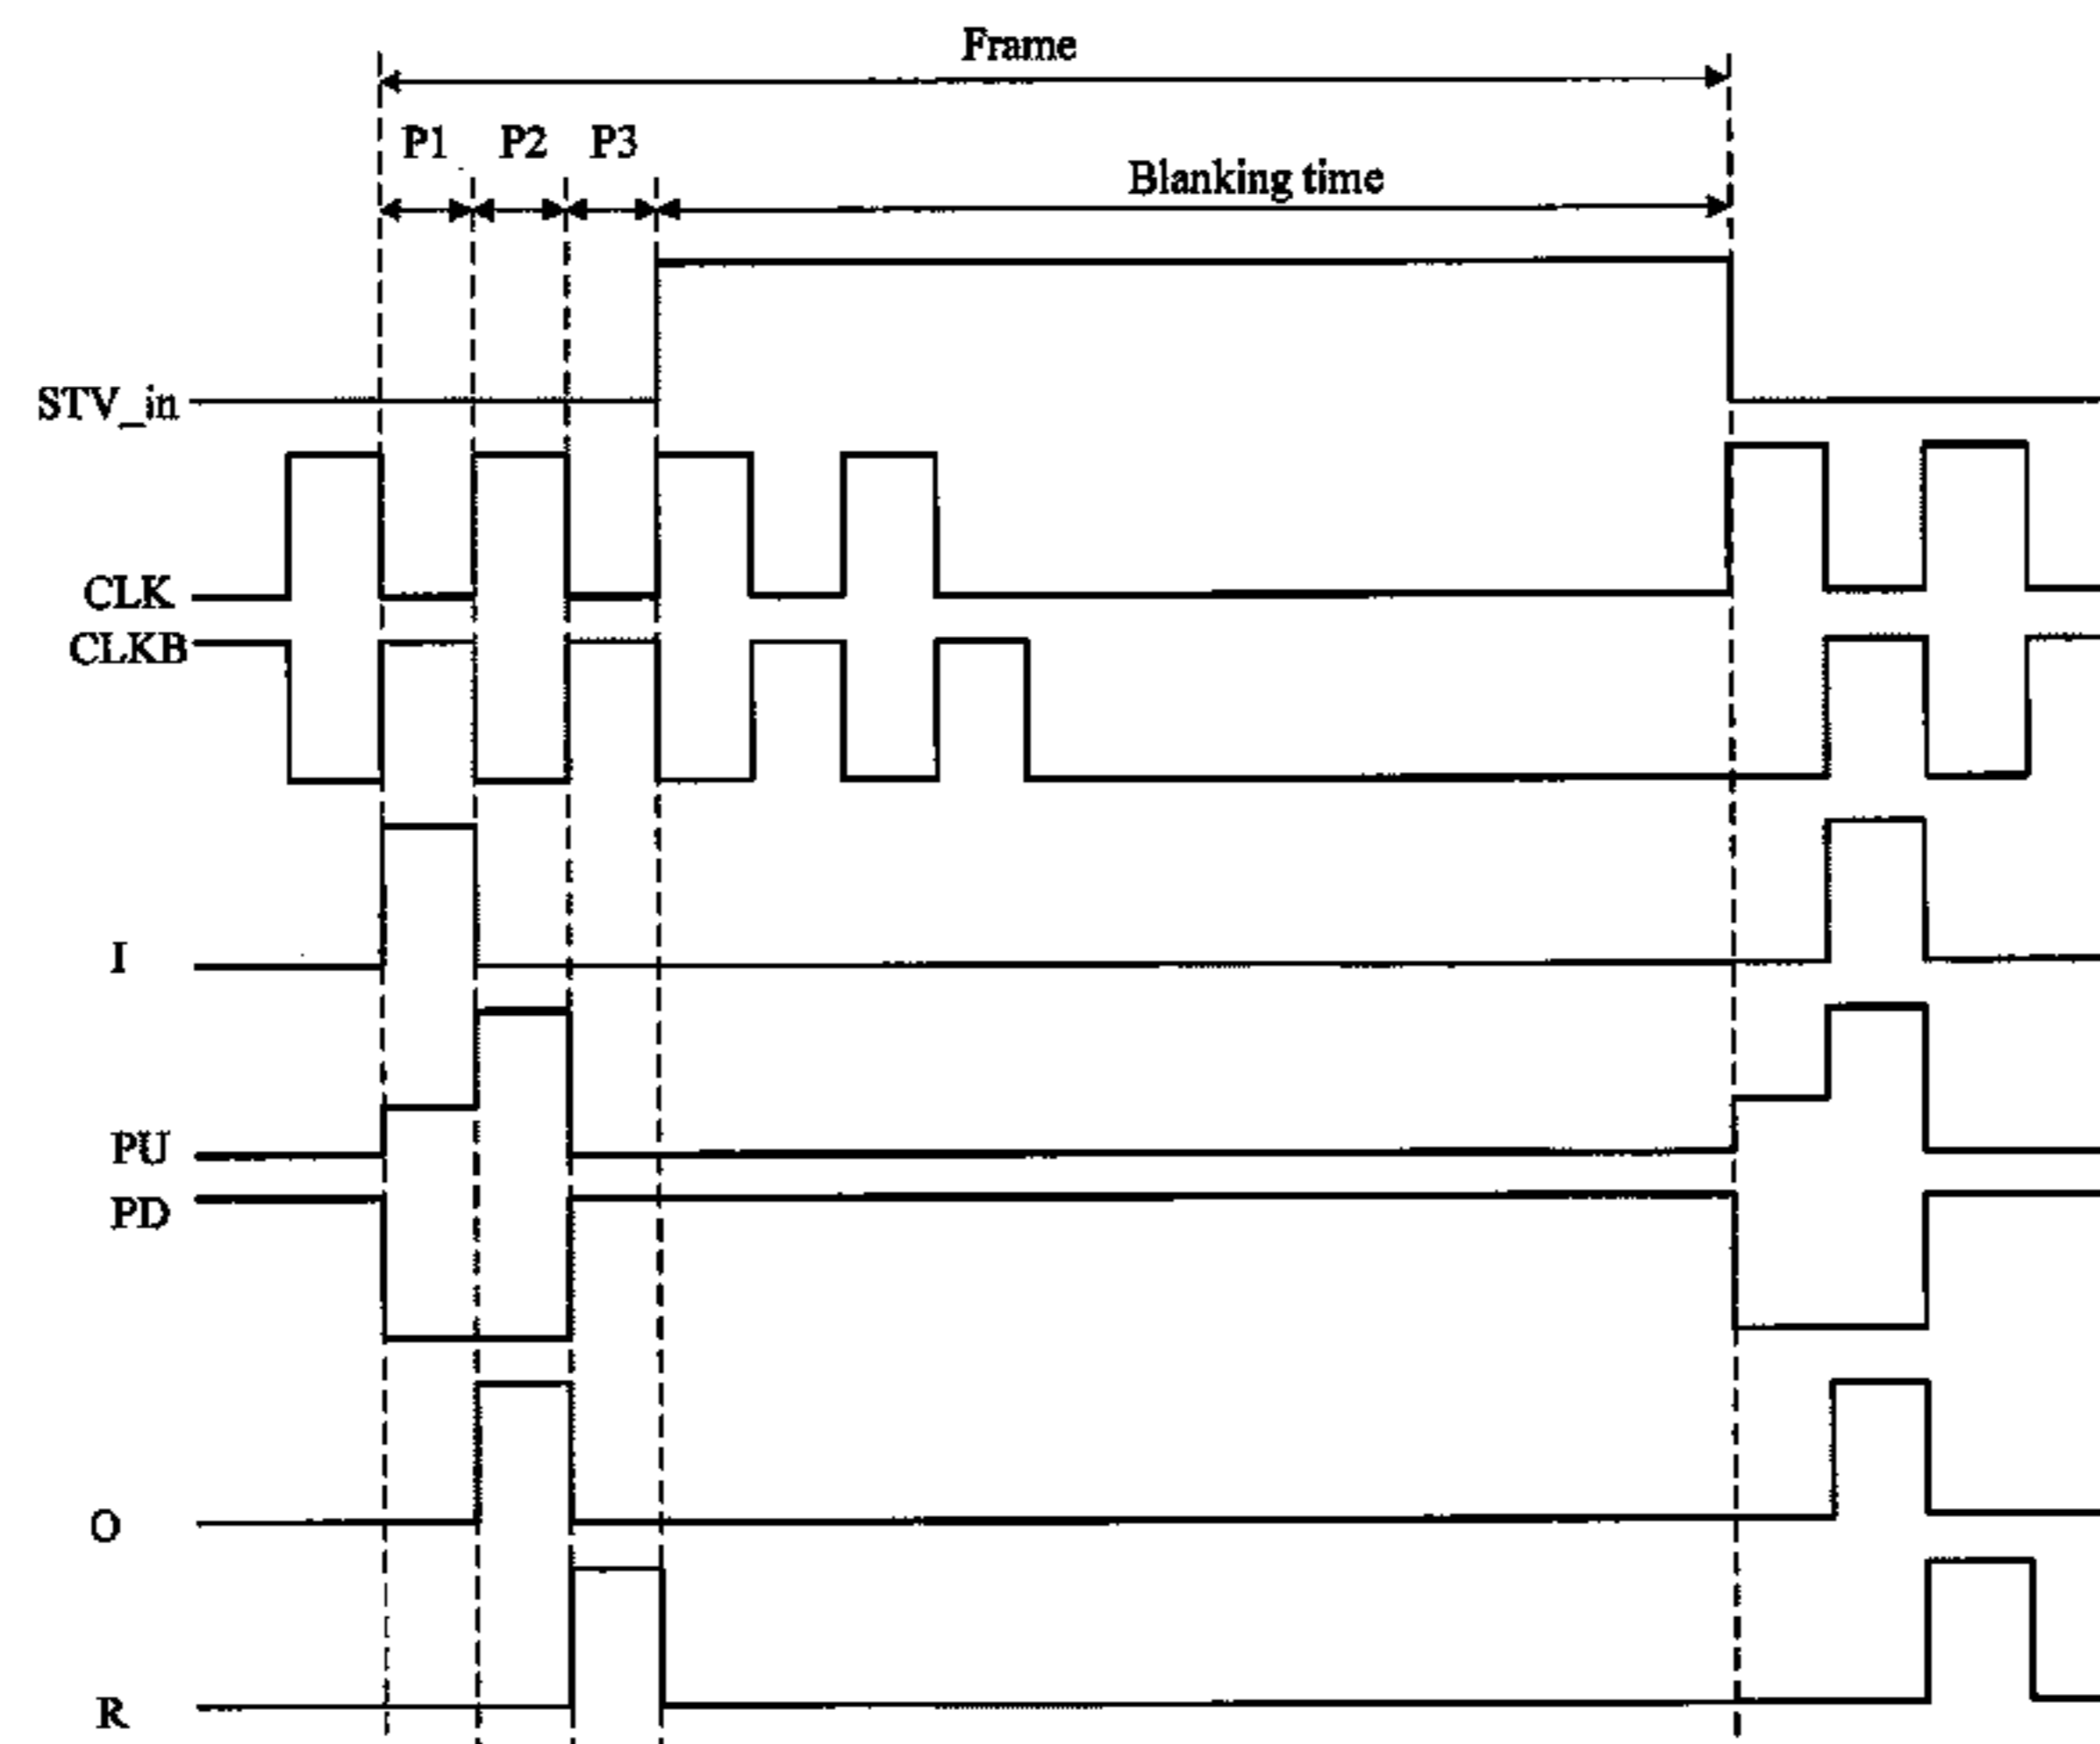 Frame
P1 P2 P3
Blanking time
STV_in
CLK
CLKB
I
PU
PD
O
R